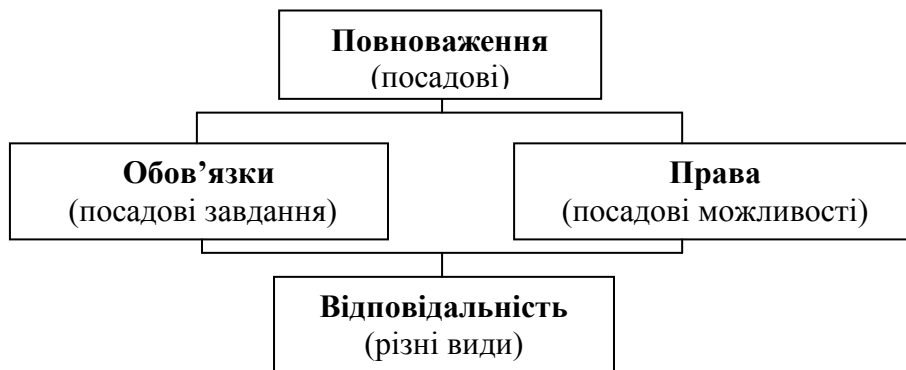 Повноваження
(посадові)
Обов’язки
(посадові завдання)
Права
(посадові можливості)
Відповідальність
(різні види)